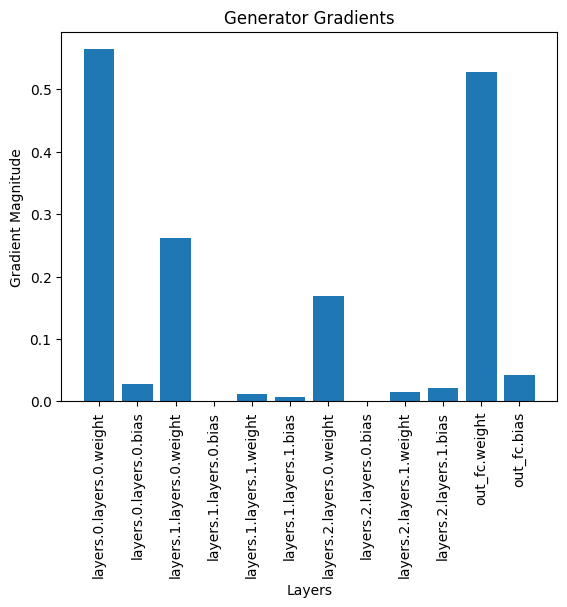 Generator Gradients
Gradient Magnitude
0.5
0.4
0.3
0.2
0.1
0.0
layers.0.layers.0.weight
layers.0.layers.0.bias
layers.1.layers.0.weight
layers.1.layers.0.bias
layers.1.layers.1.weight
layers.1.layers.1.bias
layers.2.layers.0.weight
layers.2.layers.0.bias
layers.2.layers.1.weight
layers.2.layers.1.bias
out_fc.weight
out_fc.bias
Layers